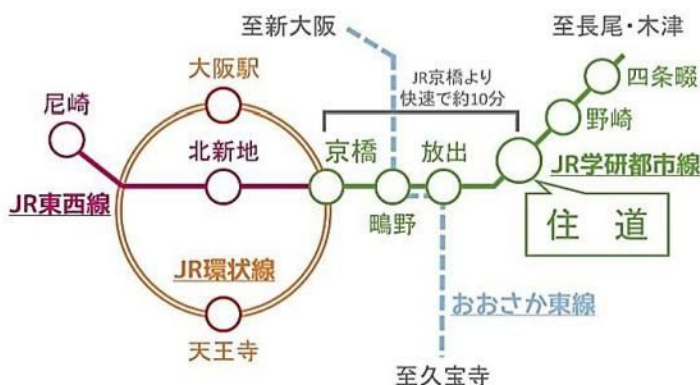 至新大阪
至長尾・木津
大阪駅
JR京橋より
快速で約10分
四条畷
尼崎
野崎
北新地
京橋
放出
JR学研都市線
JR東西線
鴫野
住　道
JR環状線
おおさか東線
天王寺
至久宝寺